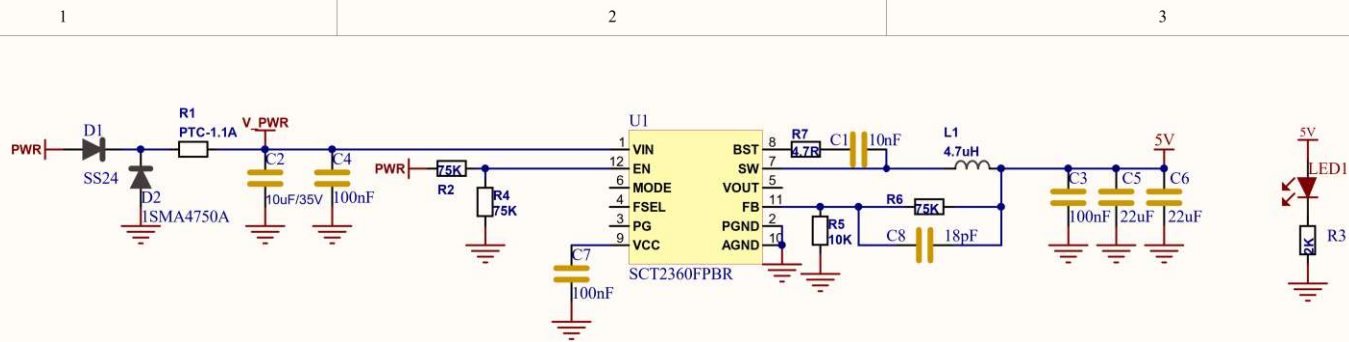 1 2 3
R1
PTC-1.1A
D1
SS24
PWR
D2
1SMA4750A
V_PWR
C2
10uF/35V
C4
100nF
PWR
75K
R2
R4
75K
C7
100nF
U1
1 VIN BST 8
12 EN SW 7
6 MODE VOUT 5
4 FSEL FB 11
3 PG PGND 2
9 VCC AGND 10
SCT2360FPBR
R7
4.7R
C1 10nF
L1
4.7uH
R6
75K
C8 18pF
R5
10K
5V
C3
100nF
C5
22uF
C6
22uF
5V
LED1
R3
2K